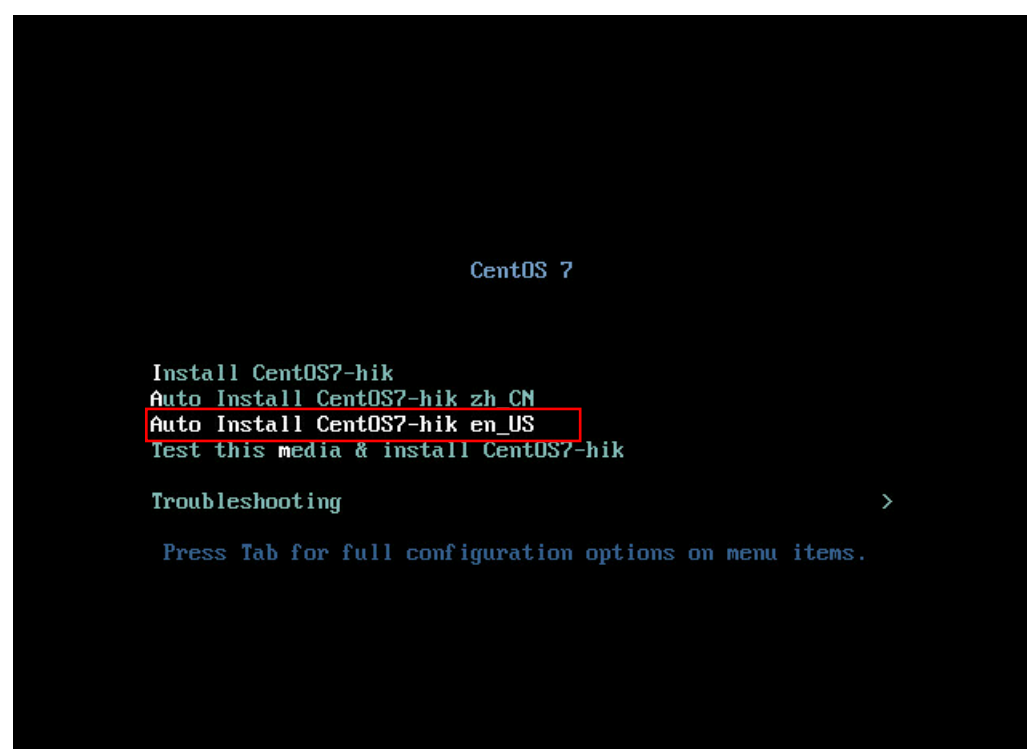 CentOS 7
Install CentOS7-hik
Auto Install CentOS7-hik zh_CN
Auto Install CentOS7-hik en_US
Test this media & install CentOS7-hik
Troubleshooting >
Press Tab for full configuration options on menu items.